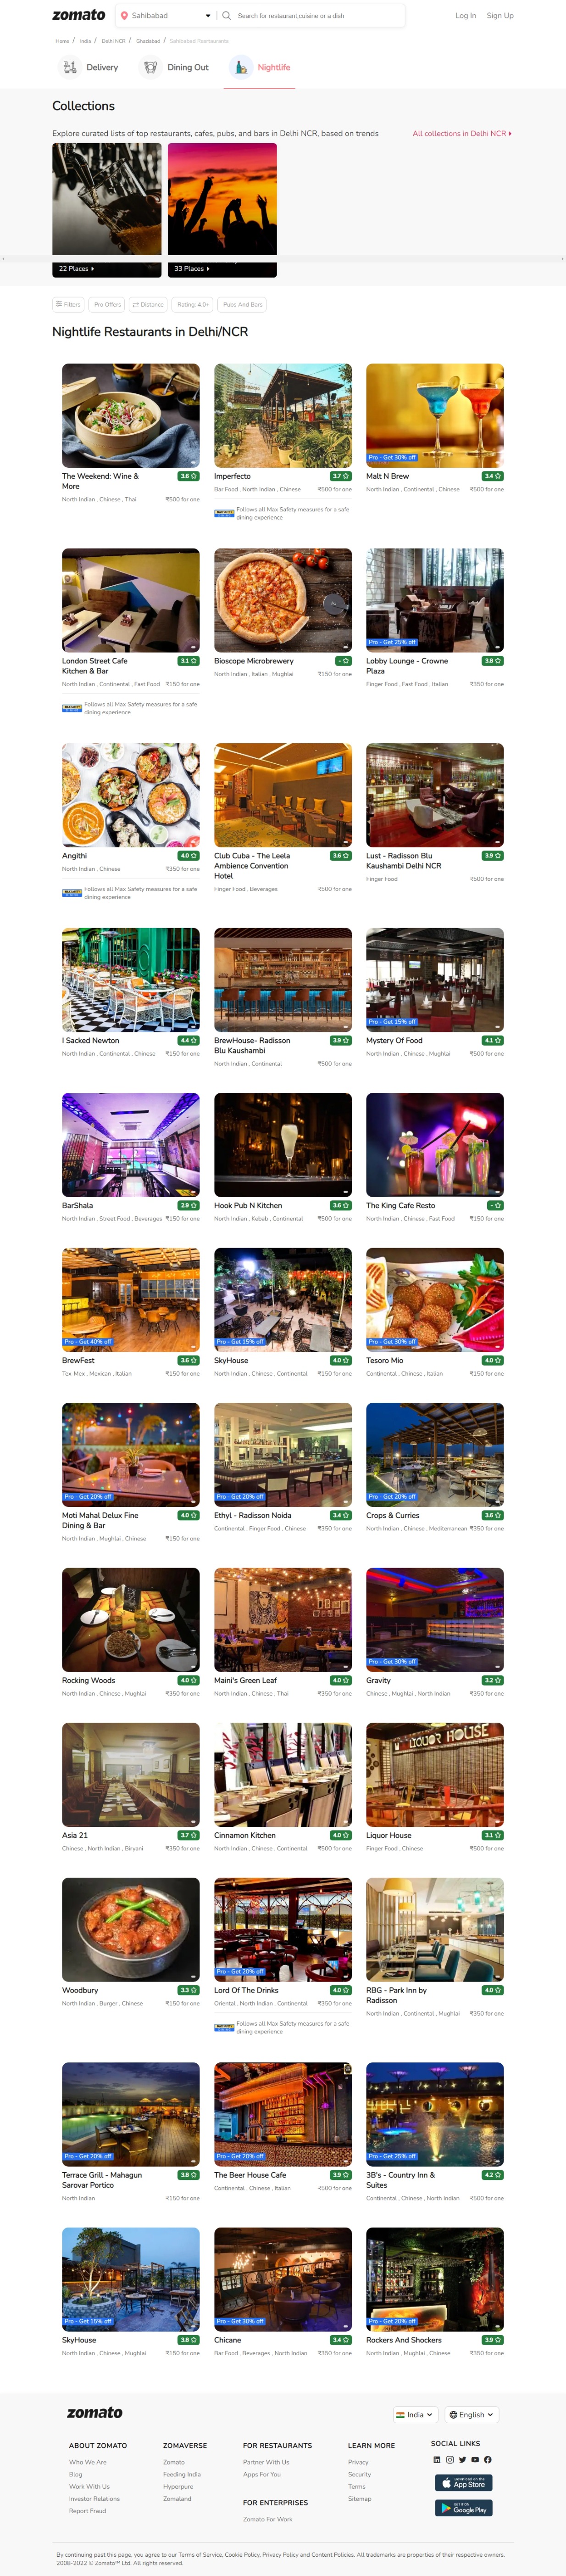 zomato
Sahibabad
Search for restaurant,cuisine or a dish
Log In Sign Up
Home / India / Delhi NCR / Ghaziabad / Sahibabad Restaurants
Delivery Dining Out Nightlife
Collections
Explore curated lists of top restaurants, cafes, pubs, and bars in Delhi NCR, based on trends
All collections in Delhi NCR
22 Places
33 Places
Filters Pro Offers Distance Rating: 4.0+ Pubs And Bars
Nightlife Restaurants in Delhi/NCR
The Weekend: Wine & More 3.6
North Indian , Chinese , Thai ₹500 for one
Imperfecto 3.7
Bar Food , North Indian , Chinese ₹500 for one
Follows all Max Safety measures for a safe
dining experience
Pro - Get 30% off
Malt N Brew 3.4
North Indian , Continental , Chinese ₹500 for one
London Street Cafe Kitchen & Bar 3.1
North Indian , Continental , Fast Food ₹150 for one
Follows all Max Safety measures for a safe
dining experience
Bioscope Microbrewery -
North Indian , Italian , Mughlai ₹150 for one
Pro - Get 25% off
Lobby Lounge - Crowne Plaza 3.8
Finger Food , Fast Food , Italian ₹350 for one
Angithi 4.0
North Indian , Chinese ₹350 for one
Follows all Max Safety measures for a safe
dining experience
Club Cuba - The Leela Ambience Convention Hotel 3.6
Finger Food , Beverages ₹500 for one
Lust - Radisson Blu Kaushambi Delhi NCR 3.9
Finger Food ₹500 for one
I Sacked Newton 4.4
North Indian , Continental , Chinese ₹150 for one
BrewHouse- Radisson Blu Kaushambi 3.9
North Indian , Continental ₹500 for one
Pro - Get 15% off
Mystery Of Food 4.1
North Indian , Chinese , Mughlai ₹500 for one
BarShala 2.9
North Indian , Street Food , Beverages ₹150 for one
Hook Pub N Kitchen 3.6
North Indian , Kebab , Continental ₹500 for one
The King Cafe Resto -
North Indian , Chinese , Fast Food ₹150 for one
Pro - Get 40% off
BrewFest 3.6
Tex-Mex , Mexican , Italian ₹150 for one
Pro - Get 15% off
SkyHouse 4.0
North Indian , Chinese , Continental ₹150 for one
Pro - Get 30% off
Tesoro Mio 4.0
Continental , Chinese , Italian ₹150 for one
Pro - Get 20% off
Moti Mahal Delux Fine Dining & Bar 4.0
North Indian , Mughlai , Chinese ₹150 for one
Pro - Get 20% off
Ethyl - Radisson Noida 3.4
Continental , Finger Food , Chinese ₹350 for one
Pro - Get 20% off
Crops & Curries 3.6
North Indian , Chinese , Mediterranean ₹350 for one
Rocking Woods 4.0
North Indian , Chinese , Mughlai ₹350 for one
Maini's Green Leaf 4.0
North Indian , Chinese , Thai ₹350 for one
Pro - Get 30% off
Gravity 3.2
Chinese , Mughlai , North Indian ₹350 for one
Asia 21 3.7
Chinese , North Indian , Biryani ₹350 for one
Cinnamon Kitchen 4.0
North Indian , Chinese , Continental ₹500 for one
LIQUOR HOUSE
Liquor House 3.1
Finger Food , Chinese ₹500 for one
Woodbury 3.3
North Indian , Burger , Chinese ₹150 for one
Pro - Get 20% off
Lord Of The Drinks 4.0
Oriental , North Indian , Continental ₹350 for one
Follows all Max Safety measures for a safe
dining experience
RBG - Park Inn by Radisson 4.0
North Indian , Continental , Mughlai ₹350 for one
Pro - Get 20% off
Terrace Grill - Mahagun Sarovar Portico 3.8
North Indian ₹150 for one
Pro - Get 20% off
The Beer House Cafe 3.9
Continental , Chinese , Italian ₹500 for one
Pro - Get 25% off
3B's - Country Inn & Suites 4.2
Continental , Chinese , North Indian ₹500 for one
Pro - Get 15% off
SkyHouse 3.8
North Indian , Chinese , Mughlai ₹150 for one
Pro - Get 30% off
Chicane 3.4
Bar Food , Beverages , North Indian ₹350 for one
Pro - Get 20% off
Rockers And Shockers 3.9
North Indian , Mughlai , Chinese ₹350 for one
zomato
India English
ABOUT ZOMATO
Who We Are
Blog
Work With Us
Investor Relations
Report Fraud
ZOMAVERSE
Zomato
Feeding India
Hyperpure
Zomaland
FOR RESTAURANTS
Partner With Us
Apps For You
FOR ENTERPRISES
Zomato For Work
LEARN MORE
Privacy
Security
Terms
Sitemap
SOCIAL LINKS
Download on the
App Store
GET IT ON
Google Play
By continuing past this page, you agree to our Terms of Service, Cookie Policy, Privacy Policy and Content Policies. All trademarks are properties of their respective owners.
2008-2022 © Zomato™ Ltd. All rights reserved.